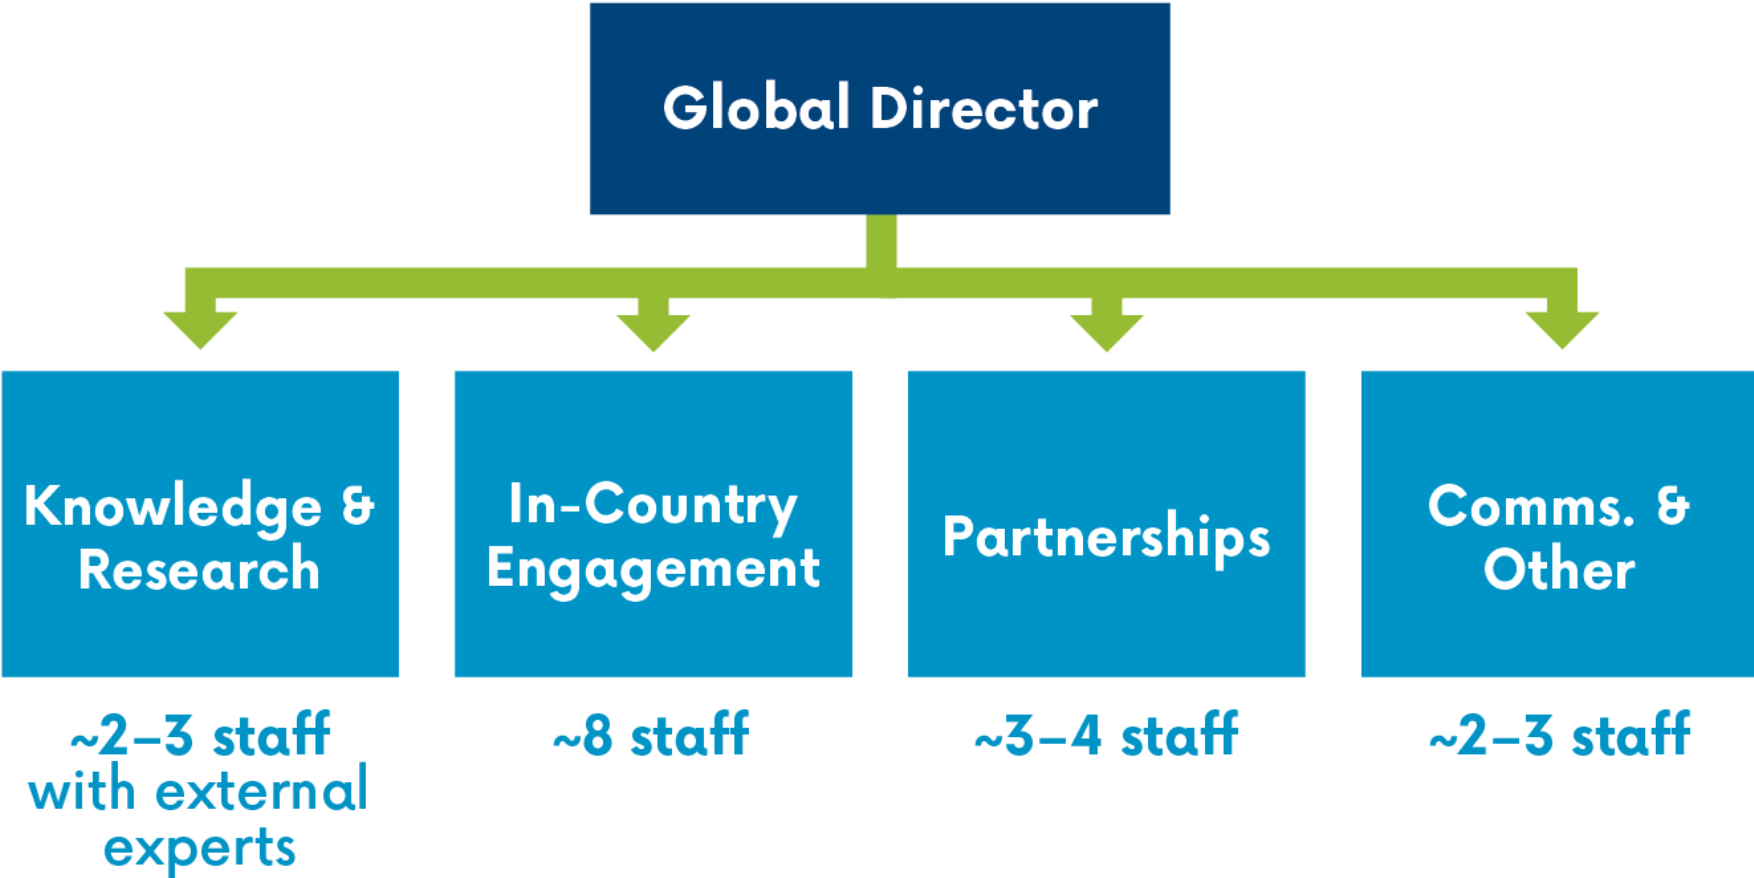 Global Director
Knowledge &
Research
In-Country
Engagement
Partnerships
Comms. &
Other
~2–3 staff
with external
experts
~8 staff
~3–4 staff
~2–3 staff